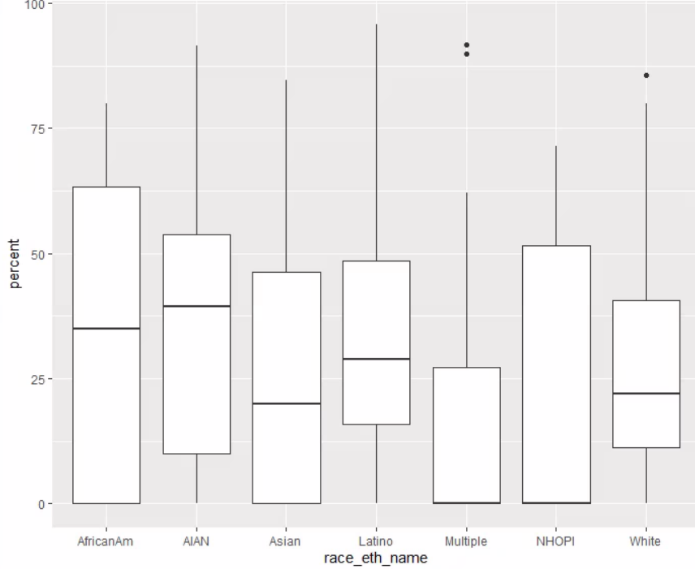 100
75
50
25
0
percent
AfricanAm AIAN Asian Latino Multiple NHOPI White
race_eth_name